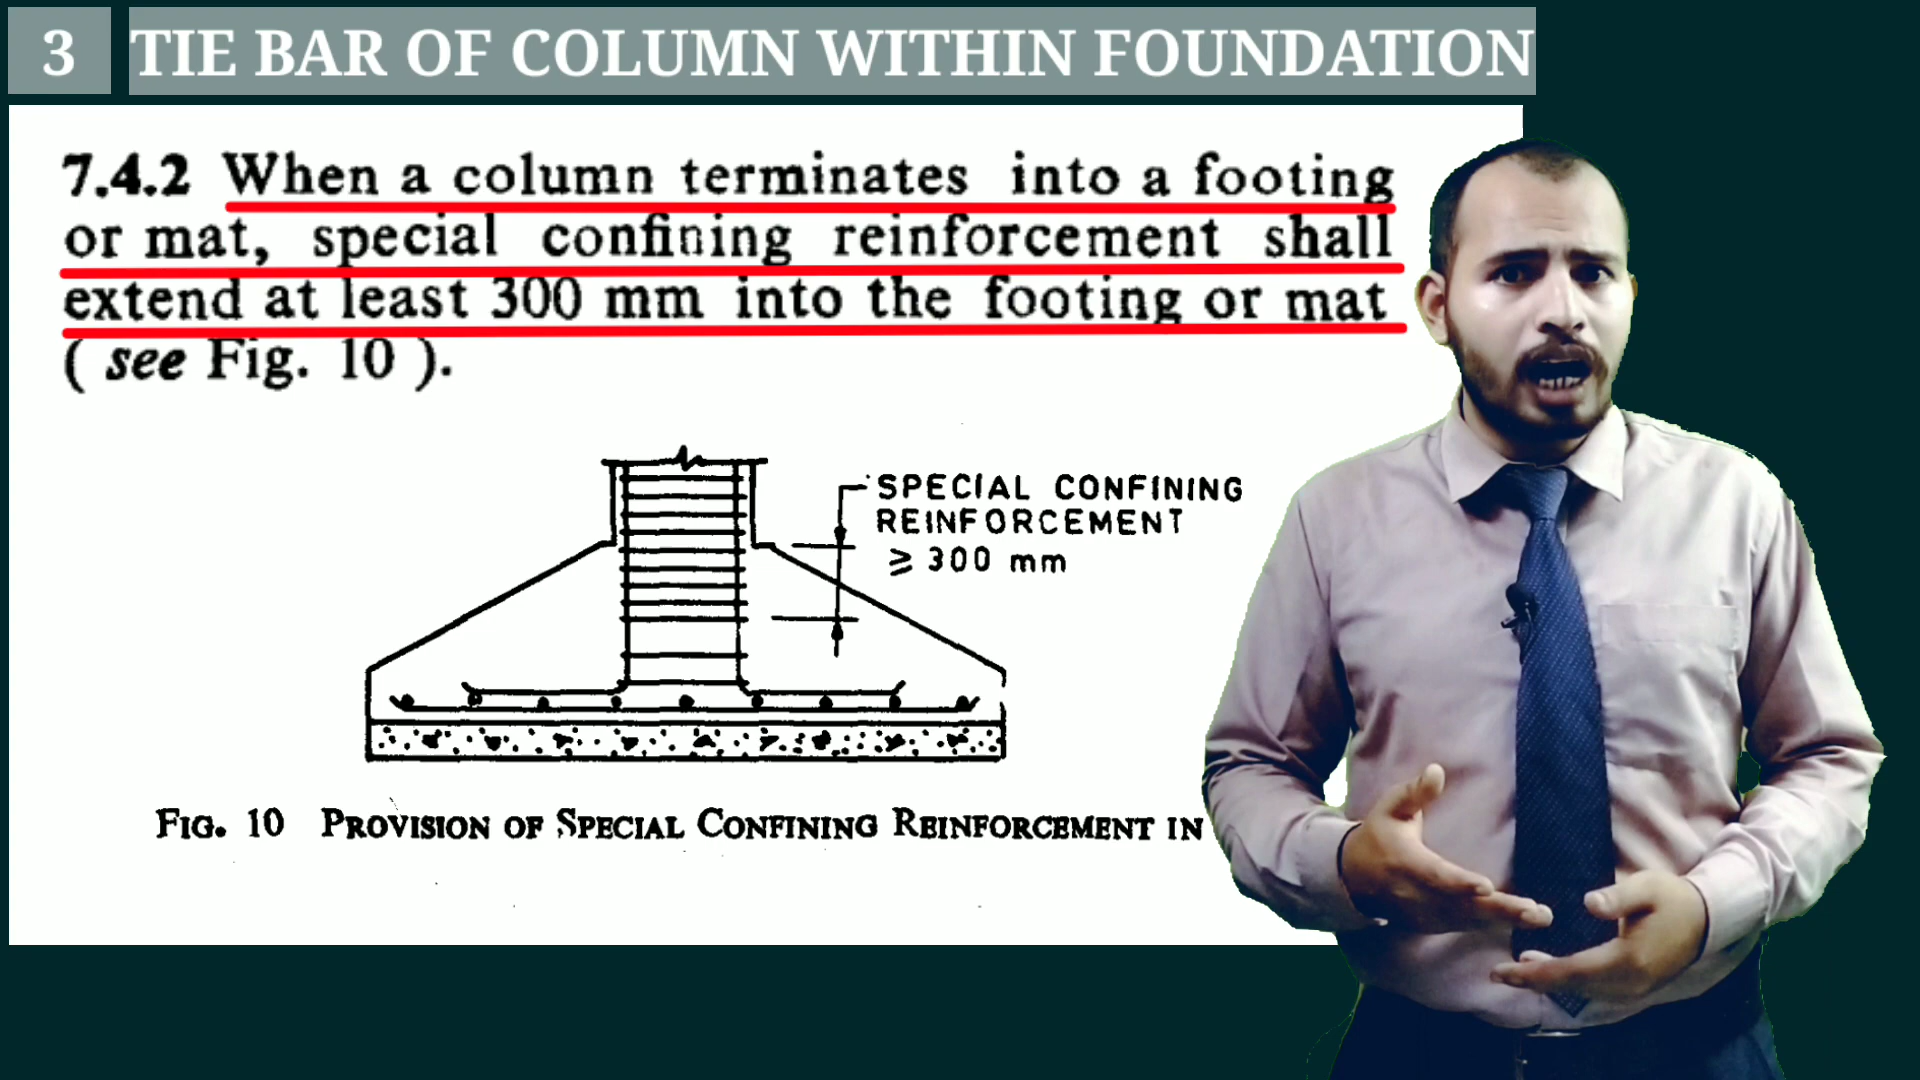 3 TIE BAR OF COLUMN WITHIN FOUNDATION
7.4.2 When a column terminates into a footing
or mat, special confining reinforcement shall
extend at least 300 mm into the footing or mat
( see Fig. 10 ).
SPECIAL CONFINING
REINFORCEMENT
⩾ 300 mm
FIG. 10 PROVISION OF SPECIAL CONFINING REINFORCEMENT IN